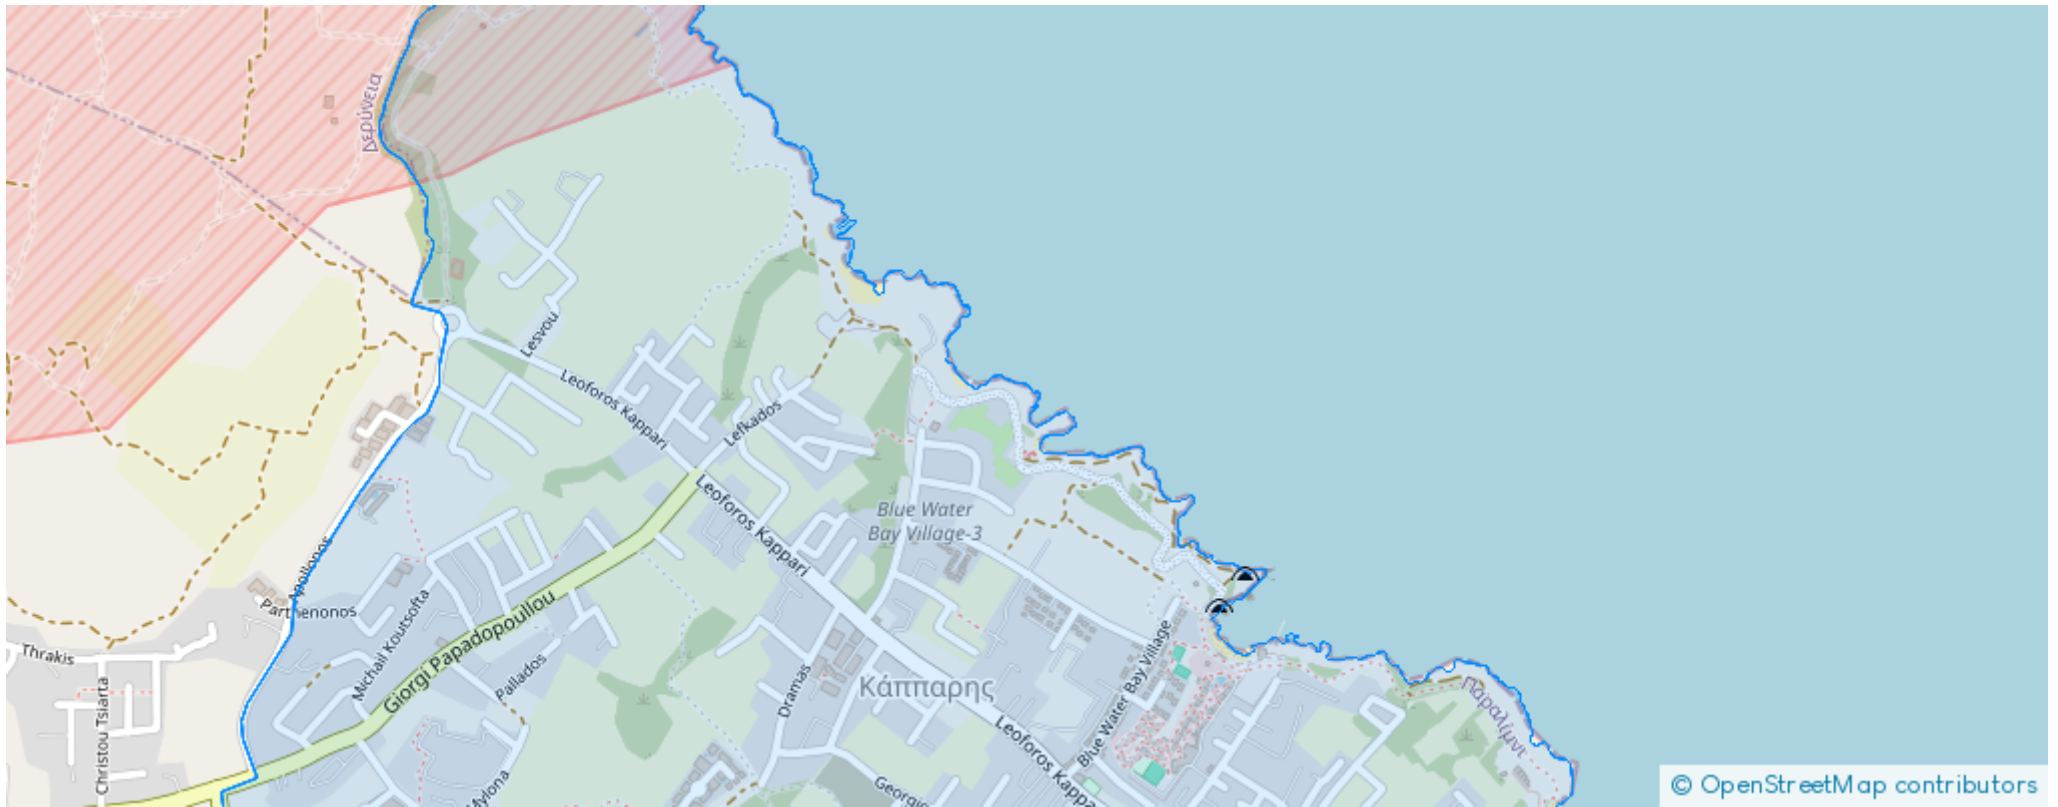 Δερύνεια
Lesvou
Leoforos Kappari
Lefkados
Leoforos Kappari
Blue Water
Bay Village-3
Apollonos
Parthenonos
Michail Koutsofta
Giorgi Papadopoullou
Thrakis
Pallados
Christou Tsiarta
Dramas
Κάππαρης
Blue Water Bay Village
Παραλίμνι
Leoforos Kappa
Mylona
Georgio
© OpenStreetMap contributors